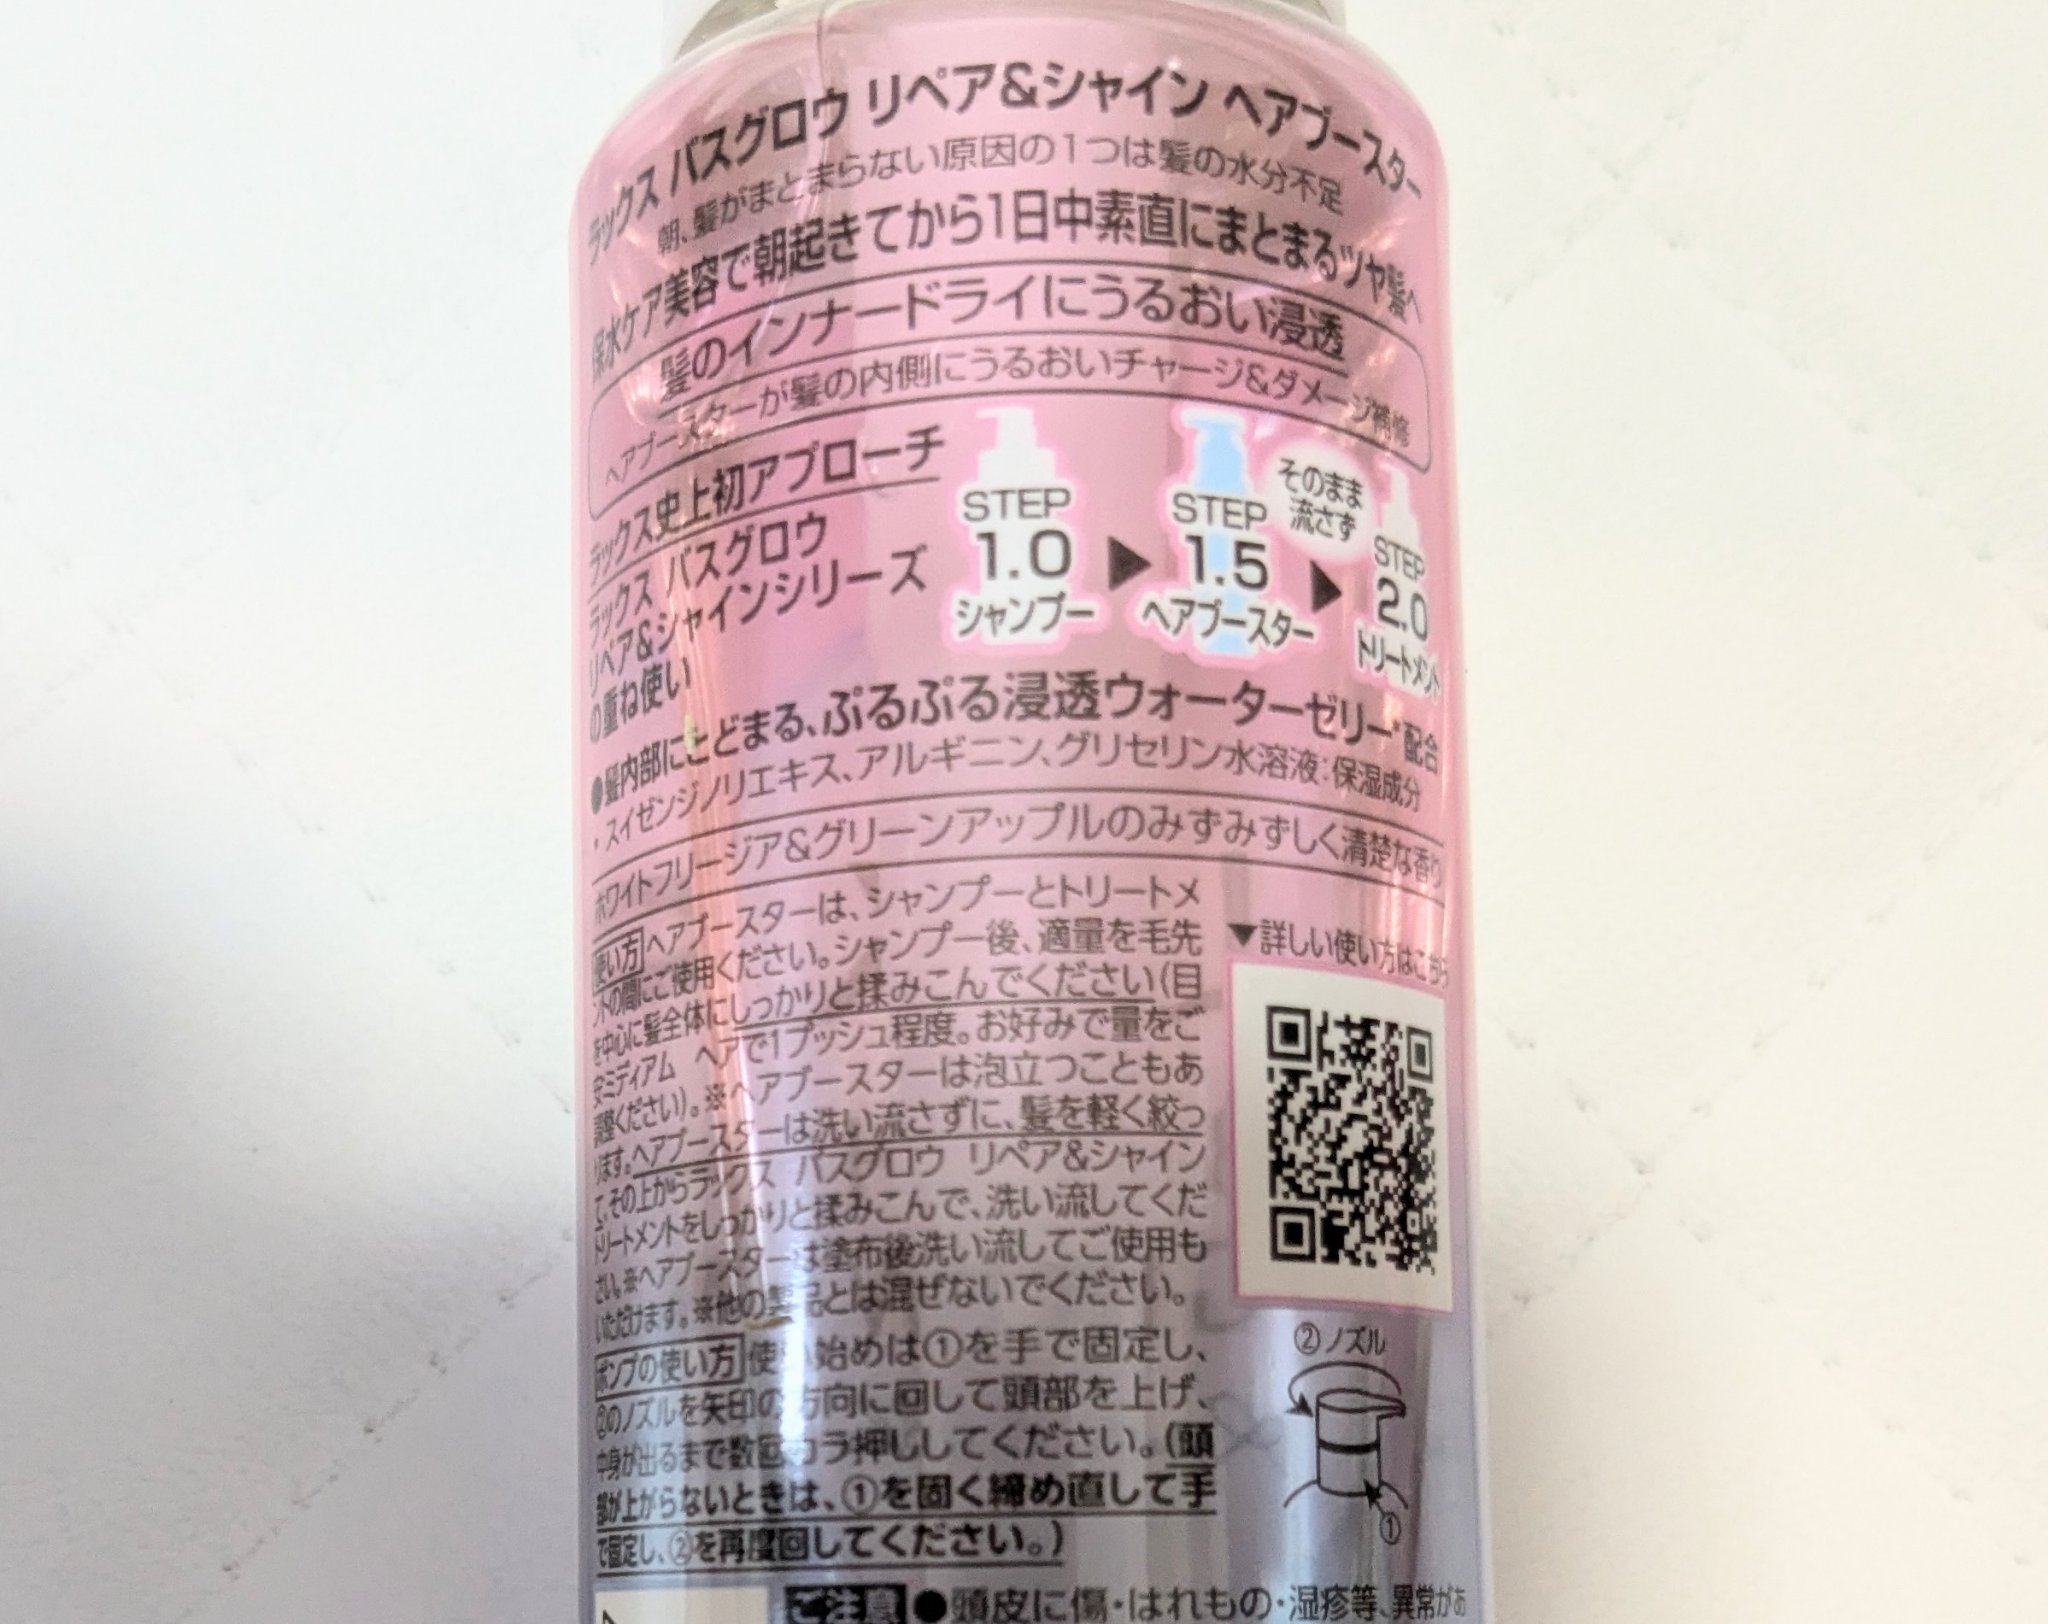 ラックス バスグロウ リペア&シャイン ヘアブースター
朝、髪がまとまらない原因の1つは髪の水分不足
保水ケア美容で朝起きてから1日中素直にまとまるツヤ髪へ
髪のインナードライにうるおい浸透
ヘアブースターが髪の内側にうるおいチャージ&ダメージ補修
ラックス史上初アプローチ
ラックス バスグロウ
リペア&シャインシリーズ
の重ね使い
STEP
1.0
シャンプー
▶
STEP
1.5
ヘアブースター
そのまま
流さず
▶
STEP
2.0
トリートメント
●髪内部にとどまる、ぷるぷる浸透ウォーターゼリー*配合
*スイゼンジノリエキス、アルギニン、グリセリン水溶液:保湿成分
ホワイトフリージア&グリーンアップルのみずみずしく清楚な香り
使い方 ヘアブースターは、シャンプーとトリートメ
ントの間にご使用ください。シャンプー後、適量を毛先
を中心に髪全体にしっかりと揉みこんでください(目
安ミディアム ヘアで1プッシュ程度。お好みで量をご
調整ください)。※ヘアブースターは泡立つこともあ
ります。ヘアブースターは洗い流さずに、髪を軽く絞っ
て、その上からラックス バスグロウ リペア&シャイン
トリートメントをしっかりと揉みこんで、洗い流してくだ
さい。※ヘアブースターは塗布後洗い流してご使用も
いただけます。※他の製品とは混ぜないでください。
▼詳しい使い方はこちら
ポンプの使い方 使い始めは①を手で固定し、
②のノズルを矢印の方向に回して頭部を上げ、
中身が出るまで数回カラ押ししてください。(頭
部が上がらないときは、①を固く締め直して手
で固定し、②を再度回してください。)
②ノズル
①
ご注意 ●頭皮に傷・はれもの・湿疹等、異常があ